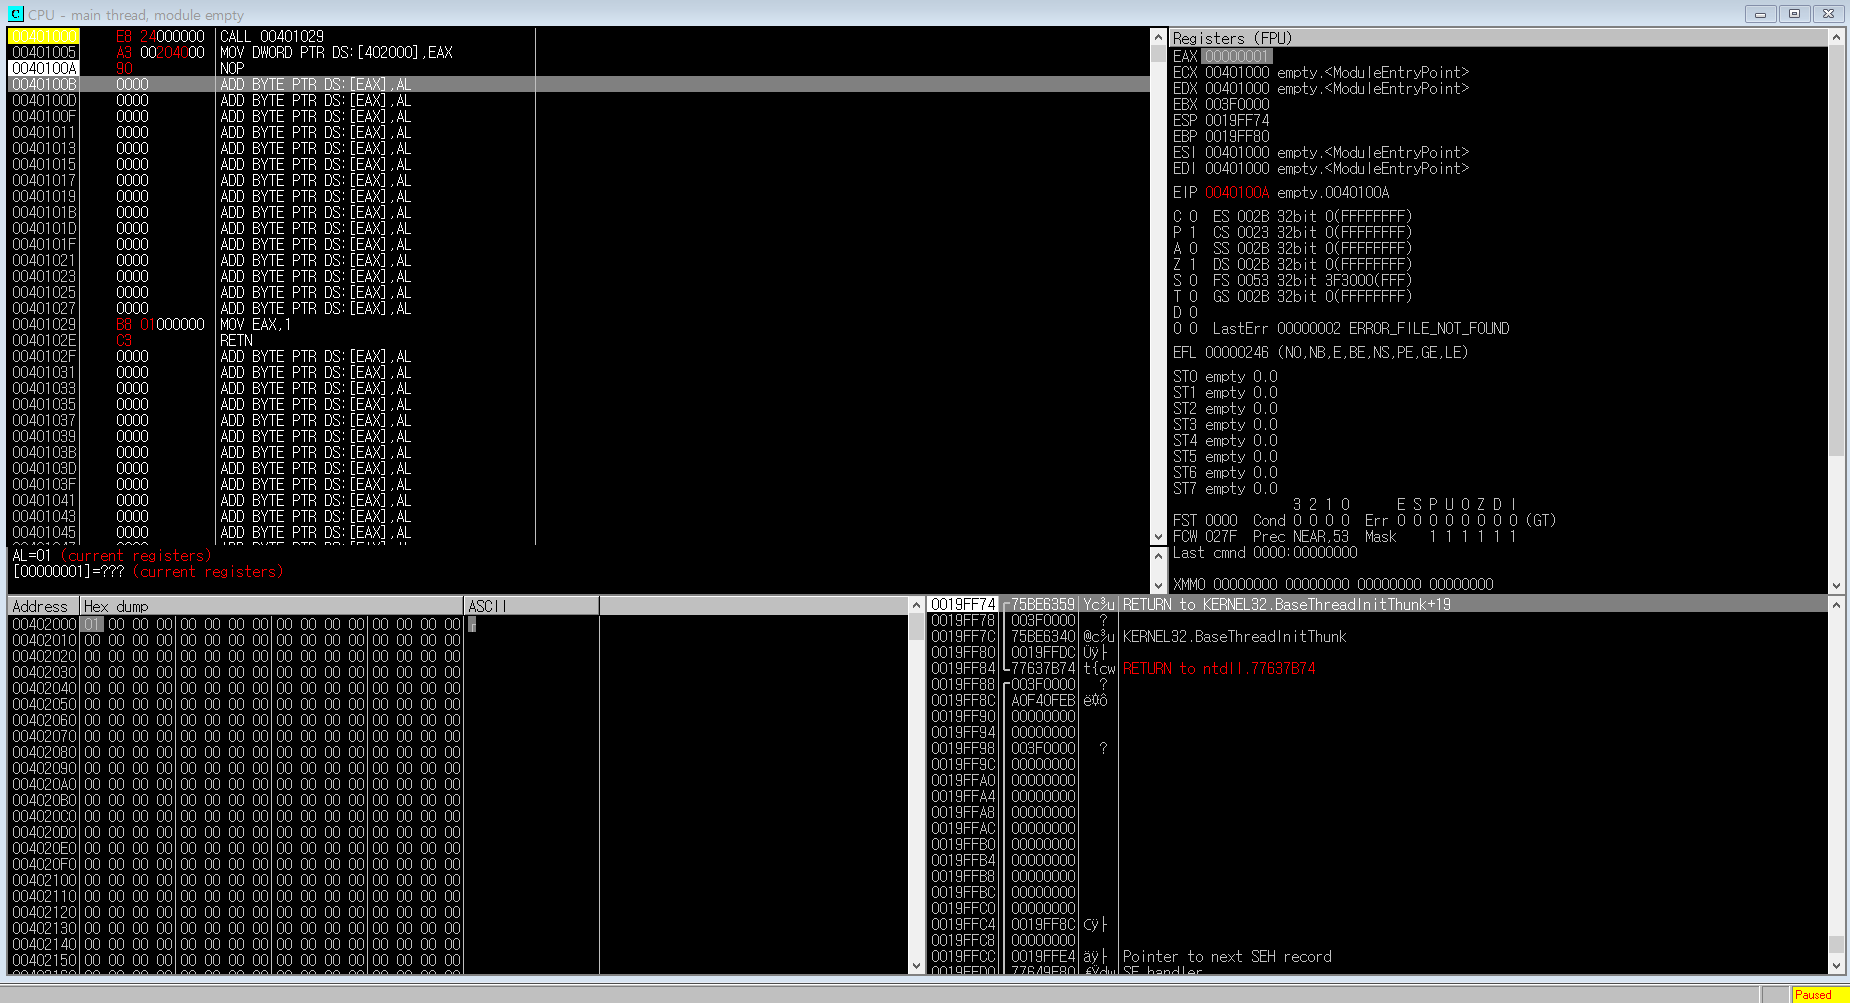 CPU - main thread, module empty
00401000 E8 24000000 CALL 00401029
00401005 A3 00204000 MOV DWORD PTR DS:[402000],EAX
0040100A 90 NOP
0040100B 0000 ADD BYTE PTR DS:[EAX],AL
0040100D 0000 ADD BYTE PTR DS:[EAX],AL
0040100F 0000 ADD BYTE PTR DS:[EAX],AL
00401011 0000 ADD BYTE PTR DS:[EAX],AL
00401013 0000 ADD BYTE PTR DS:[EAX],AL
00401015 0000 ADD BYTE PTR DS:[EAX],AL
00401017 0000 ADD BYTE PTR DS:[EAX],AL
00401019 0000 ADD BYTE PTR DS:[EAX],AL
0040101B 0000 ADD BYTE PTR DS:[EAX],AL
0040101D 0000 ADD BYTE PTR DS:[EAX],AL
0040101F 0000 ADD BYTE PTR DS:[EAX],AL
00401021 0000 ADD BYTE PTR DS:[EAX],AL
00401023 0000 ADD BYTE PTR DS:[EAX],AL
00401025 0000 ADD BYTE PTR DS:[EAX],AL
00401027 0000 ADD BYTE PTR DS:[EAX],AL
00401029 B8 01000000 MOV EAX,1
0040102E C3 RETN
0040102F 0000 ADD BYTE PTR DS:[EAX],AL
00401031 0000 ADD BYTE PTR DS:[EAX],AL
00401033 0000 ADD BYTE PTR DS:[EAX],AL
00401035 0000 ADD BYTE PTR DS:[EAX],AL
00401037 0000 ADD BYTE PTR DS:[EAX],AL
00401039 0000 ADD BYTE PTR DS:[EAX],AL
0040103B 0000 ADD BYTE PTR DS:[EAX],AL
0040103D 0000 ADD BYTE PTR DS:[EAX],AL
0040103F 0000 ADD BYTE PTR DS:[EAX],AL
00401041 0000 ADD BYTE PTR DS:[EAX],AL
00401043 0000 ADD BYTE PTR DS:[EAX],AL
00401045 0000 ADD BYTE PTR DS:[EAX],AL
AL=01 (current registers)
[00000001]=??? (current registers)
Registers (FPU)
EAX 00000001
ECX 00401000 empty.<ModuleEntryPoint>
EDX 00401000 empty.<ModuleEntryPoint>
EBX 003F0000
ESP 0019FF74
EBP 0019FF80
ESI 00401000 empty.<ModuleEntryPoint>
EDI 00401000 empty.<ModuleEntryPoint>
EIP 0040100A empty.0040100A
C 0 ES 002B 32bit 0(FFFFFFFF)
P 1 CS 0023 32bit 0(FFFFFFFF)
A 0 SS 002B 32bit 0(FFFFFFFF)
Z 1 DS 002B 32bit 0(FFFFFFFF)
S 0 FS 0053 32bit 3F3000(FFF)
T 0 GS 002B 32bit 0(FFFFFFFF)
D 0
O 0 LastErr 00000002 ERROR_FILE_NOT_FOUND
EFL 00000246 (NO,NB,E,BE,NS,PE,GE,LE)
ST0 empty 0.0
ST1 empty 0.0
ST2 empty 0.0
ST3 empty 0.0
ST4 empty 0.0
ST5 empty 0.0
ST6 empty 0.0
ST7 empty 0.0
3 2 1 0 E S P U O Z D I
FST 0000 Cond 0 0 0 0 Err 0 0 0 0 0 0 0 0 (GT)
FCW 027F Prec NEAR,53 Mask 1 1 1 1 1 1
Last cmnd 0000:00000000
XMM0 00000000 00000000 00000000 00000000
Address Hex dump ASCII
00402000 01 00 00 00 00 00 00 00 00 00 00 00 00 00 00 00 ┌
00402010 00 00 00 00 00 00 00 00 00 00 00 00 00 00 00 00
00402020 00 00 00 00 00 00 00 00 00 00 00 00 00 00 00 00
00402030 00 00 00 00 00 00 00 00 00 00 00 00 00 00 00 00
00402040 00 00 00 00 00 00 00 00 00 00 00 00 00 00 00 00
00402050 00 00 00 00 00 00 00 00 00 00 00 00 00 00 00 00
00402060 00 00 00 00 00 00 00 00 00 00 00 00 00 00 00 00
00402070 00 00 00 00 00 00 00 00 00 00 00 00 00 00 00 00
00402080 00 00 00 00 00 00 00 00 00 00 00 00 00 00 00 00
00402090 00 00 00 00 00 00 00 00 00 00 00 00 00 00 00 00
004020A0 00 00 00 00 00 00 00 00 00 00 00 00 00 00 00 00
004020B0 00 00 00 00 00 00 00 00 00 00 00 00 00 00 00 00
004020C0 00 00 00 00 00 00 00 00 00 00 00 00 00 00 00 00
004020D0 00 00 00 00 00 00 00 00 00 00 00 00 00 00 00 00
004020E0 00 00 00 00 00 00 00 00 00 00 00 00 00 00 00 00
004020F0 00 00 00 00 00 00 00 00 00 00 00 00 00 00 00 00
00402100 00 00 00 00 00 00 00 00 00 00 00 00 00 00 00 00
00402110 00 00 00 00 00 00 00 00 00 00 00 00 00 00 00 00
00402120 00 00 00 00 00 00 00 00 00 00 00 00 00 00 00 00
00402130 00 00 00 00 00 00 00 00 00 00 00 00 00 00 00 00
00402140 00 00 00 00 00 00 00 00 00 00 00 00 00 00 00 00
00402150 00 00 00 00 00 00 00 00 00 00 00 00 00 00 00 00
0019FF74 75BE6359 Yc¾u RETURN to KERNEL32.BaseThreadInitThunk+19
0019FF78 003F0000 ?
0019FF7C 75BE6340 @c¾u KERNEL32.BaseThreadInitThunk
0019FF80 0019FFDC Üÿ├
0019FF84 77637B74 t{cw RETURN to ntdll.77637B74
0019FF88 003F0000 ?
0019FF8C A0F40FEB
0019FF90 00000000
0019FF94 00000000
0019FF98 003F0000 ?
0019FF9C 00000000
0019FFA0 00000000
0019FFA4 00000000
0019FFA8 00000000
0019FFAC 00000000
0019FFB0 00000000
0019FFB4 00000000
0019FFB8 00000000
0019FFBC 00000000
0019FFC0 00000000
0019FFC4 0019FF8C Œÿ├
0019FFC8 00000000
0019FFCC 0019FFE4 äÿ├ Pointer to next SEH record
0019FFD0 77649E80 SE handler
Paused